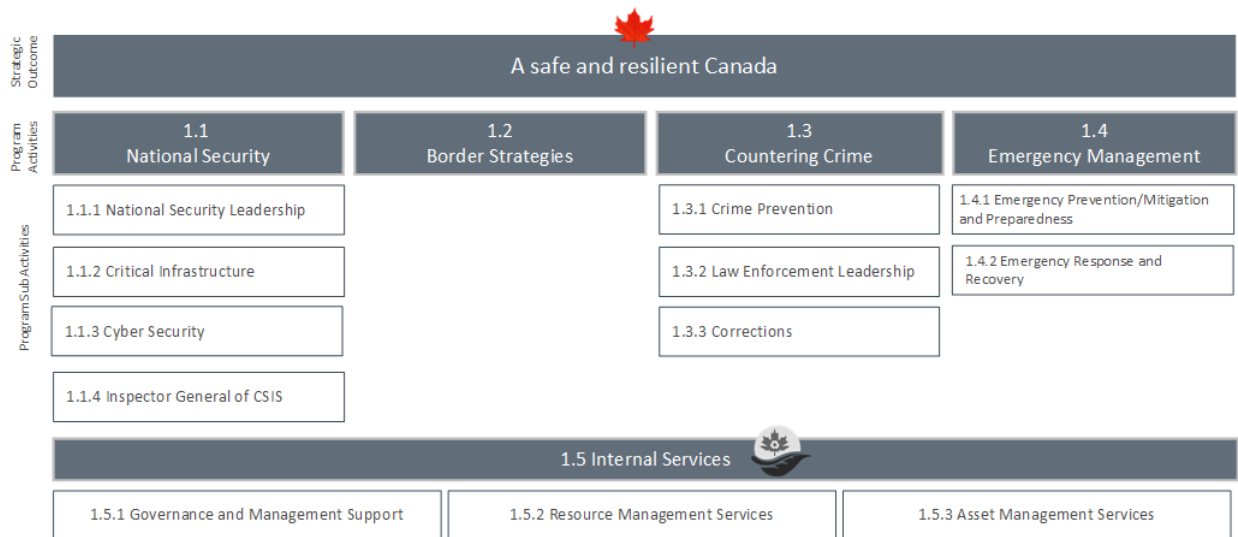 Strategic
Outcome
A safe and resilient Canada
Program
Activities
1.1
National Security
1.2
Border Strategies
1.3
Countering Crime
1.4
Emergency Management
Program Sub Activities
1.1.1 National Security Leadership
1.1.2 Critical Infrastructure
1.1.3 Cyber Security
1.1.4 Inspector General of CSIS
1.3.1 Crime Prevention
1.3.2 Law Enforcement Leadership
1.3.3 Corrections
1.4.1 Emergency Prevention/Mitigation
and Preparedness
1.4.2 Emergency Response and
Recovery
1.5 Internal Services
1.5.1 Governance and Management Support
1.5.2 Resource Management Services
1.5.3 Asset Management Services